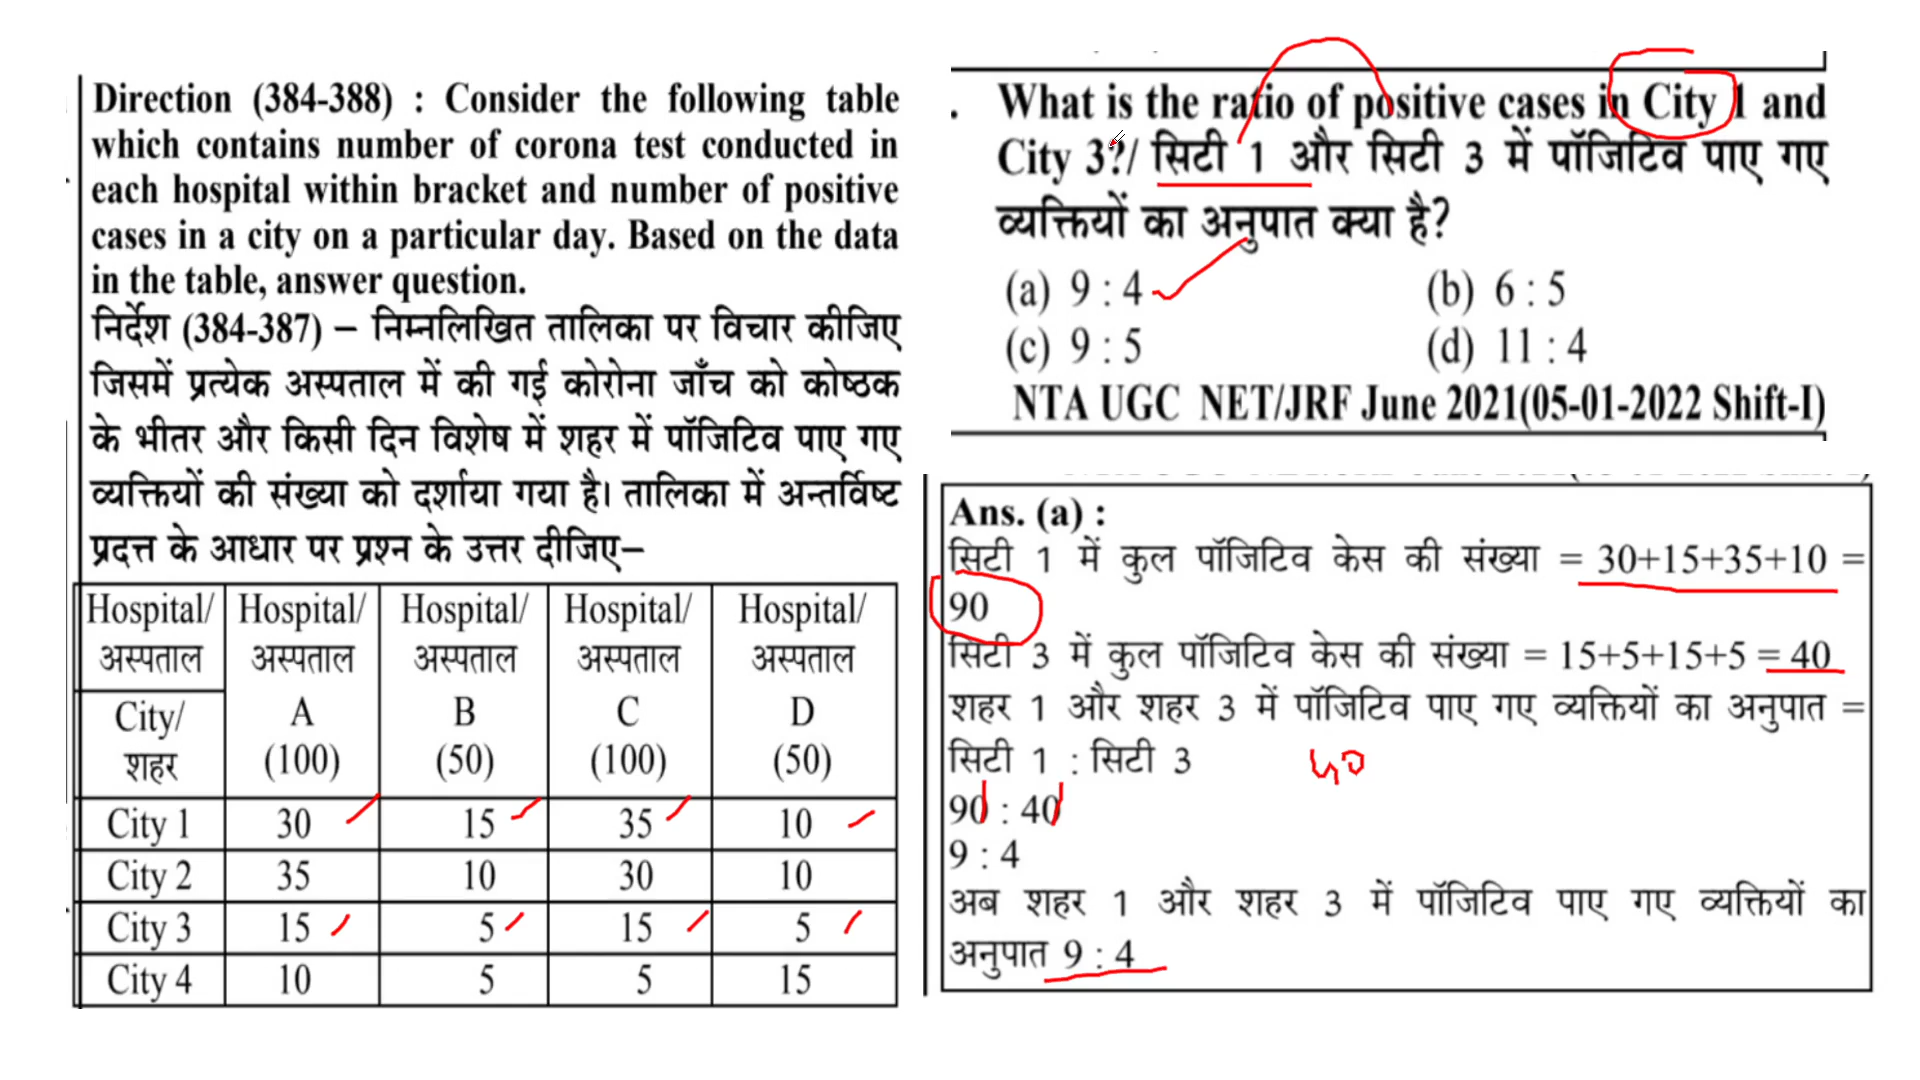 Direction (384-388) : Consider the following table
which contains number of corona test conducted in
each hospital within bracket and number of positive
cases in a city on a particular day. Based on the data
in the table, answer question.
निर्देश (384-387) – निम्नलिखित तालिका पर विचार कीजिए
जिसमें प्रत्येक अस्पताल में की गई कोरोना जाँच को कोष्ठक
के भीतर और किसी दिन विशेष में शहर में पॉजिटिव पाए गए
व्यक्तियों की संख्या को दर्शाया गया है। तालिका में अन्तर्विष्ट
प्रदत्त के आधार पर प्रश्न के उत्तर दीजिए–
Hospital/ Hospital/ Hospital/ Hospital/ Hospital/
अस्पताल अस्पताल अस्पताल अस्पताल अस्पताल
City/ A B C D
शहर (100) (50) (100) (50)
City 1 30 15 35 10
City 2 35 10 30 10
City 3 15 5 15 5
City 4 10 5 5 15
. What is the ratio of positive cases in City 1 and
City 3?/ सिटी 1 और सिटी 3 में पॉजिटिव पाए गए
व्यक्तियों का अनुपात क्या है?
(a) 9 : 4 (b) 6 : 5
(c) 9 : 5 (d) 11 : 4
NTA UGC NET/JRF June 2021(05-01-2022 Shift-I)
Ans. (a) :
सिटी 1 में कुल पॉजिटिव केस की संख्या = 30+15+35+10 =
90
सिटी 3 में कुल पॉजिटिव केस की संख्या = 15+5+15+5 = 40
शहर 1 और शहर 3 में पॉजिटिव पाए गए व्यक्तियों का अनुपात =
सिटी 1 : सिटी 3
40
90 : 40
9 : 4
अब शहर 1 और शहर 3 में पॉजिटिव पाए गए व्यक्तियों का
अनुपात 9 : 4